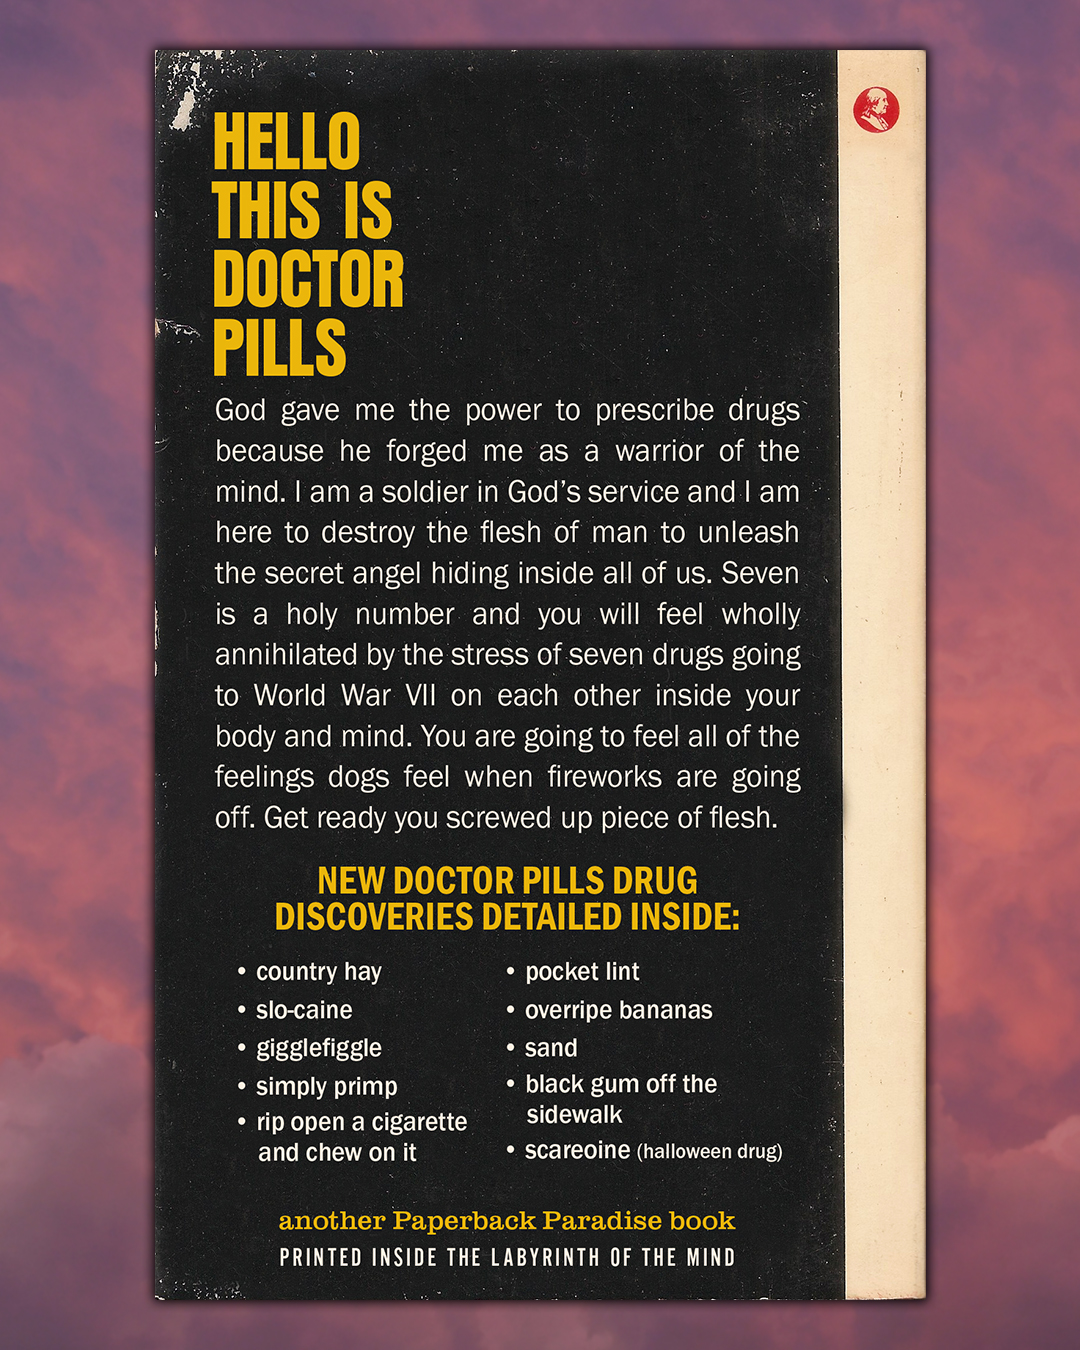 HELLO
THIS IS
DOCTOR
PILLS
God gave me the power to prescribe drugs
because he forged me as a warrior of the
mind. I am a soldier in God's service and I am
here to destroy the flesh of man to unleash
the secret angel hiding inside all of us. Seven
is a holy number and you will feel wholly
annihilated by the stress of seven drugs going
to World War VII on each other inside your
body and mind. You are going to feel all of the
feelings dogs feel when fireworks are going
off. Get ready you screwed up piece of flesh.
NEW DOCTOR PILLS DRUG
DISCOVERIES DETAILED INSIDE:
• country hay
• slo-caine
• gigglefiggle
• simply primp
• rip open a cigarette
and chew on it
• pocket lint
• overripe bananas
• sand
• black gum off the
sidewalk
• scareoine (halloween drug)
another Paperback Paradise book
PRINTED INSIDE THE LABYRINTH OF THE MIND